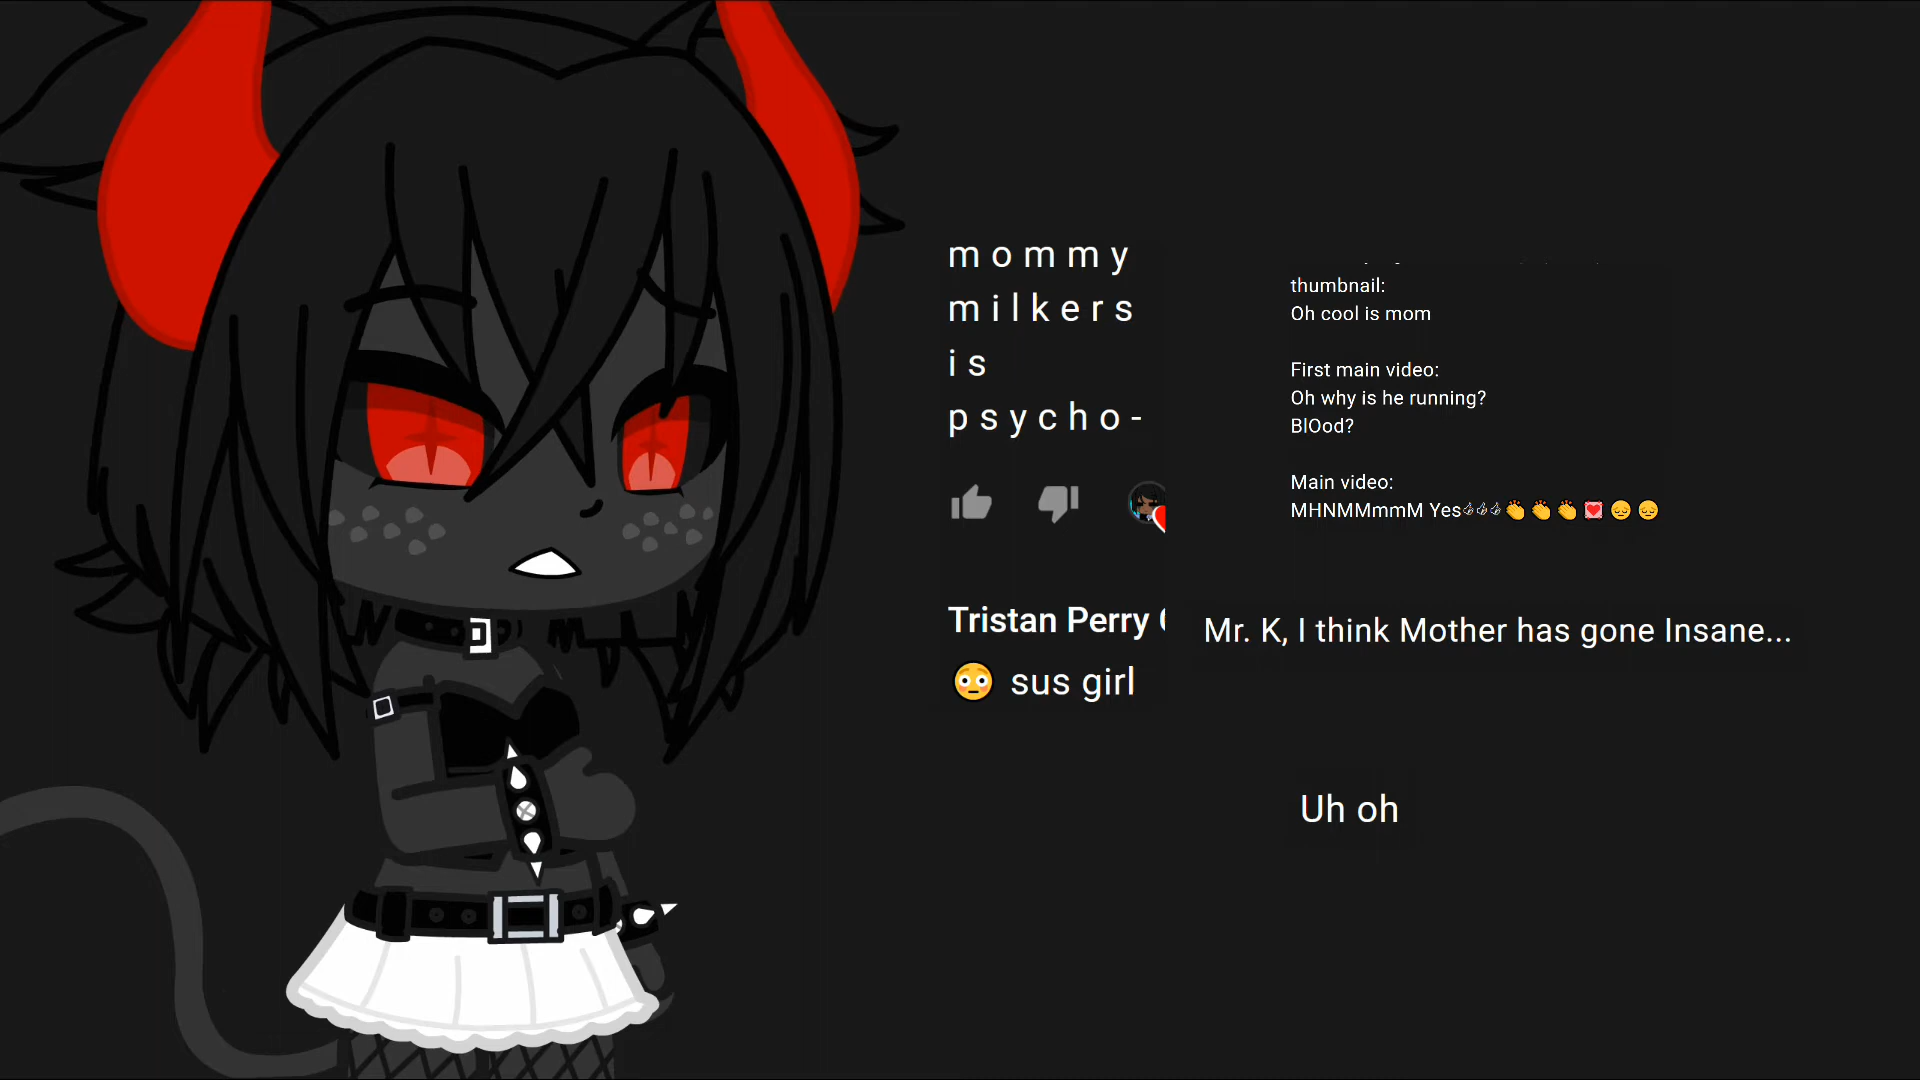 m o m m y
m i l k e r s
i s
p s y c h o -
Tristan Perry
😳 sus girl
thumbnail:
Oh cool is mom
First main video:
Oh why is he running?
BlOod?
Main video:
MHNMMmmM Yes👍👍👍👏👏👏💟😔😔
Mr. K, I think Mother has gone Insane...
Uh oh